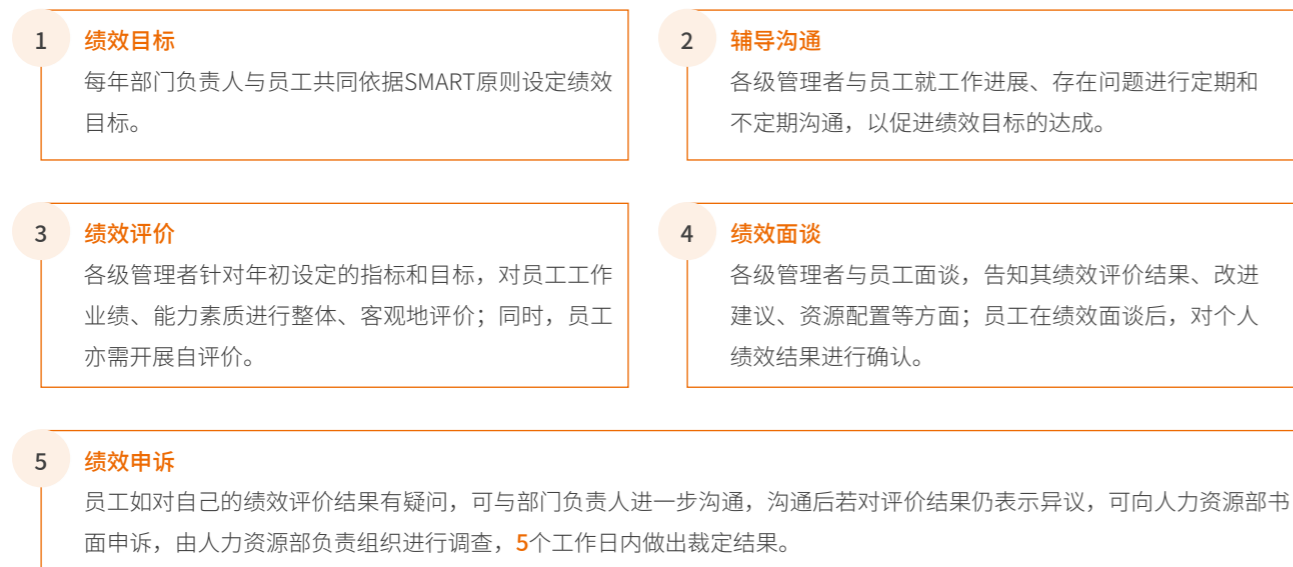 1
绩效目标
每年部门负责人与员工共同依据SMART原则设定绩效
目标。
2
辅导沟通
各级管理者与员工就工作进展、存在问题进行定期和
不定期沟通，以促进绩效目标的达成。
3
绩效评价
各级管理者针对年初设定的指标和目标，对员工工作
业绩、能力素质进行整体、客观地评价；同时，员工
亦需开展自评价。
4
绩效面谈
各级管理者与员工面谈，告知其绩效评价结果、改进
建议、资源配置等方面；员工在绩效面谈后，对个人
绩效结果进行确认。
5
绩效申诉
员工如对自己的绩效评价结果有疑问，可与部门负责人进一步沟通，沟通后若对评价结果仍表示异议，可向人力资源部书
面申诉，由人力资源部负责组织进行调查，5个工作日内做出裁定结果。